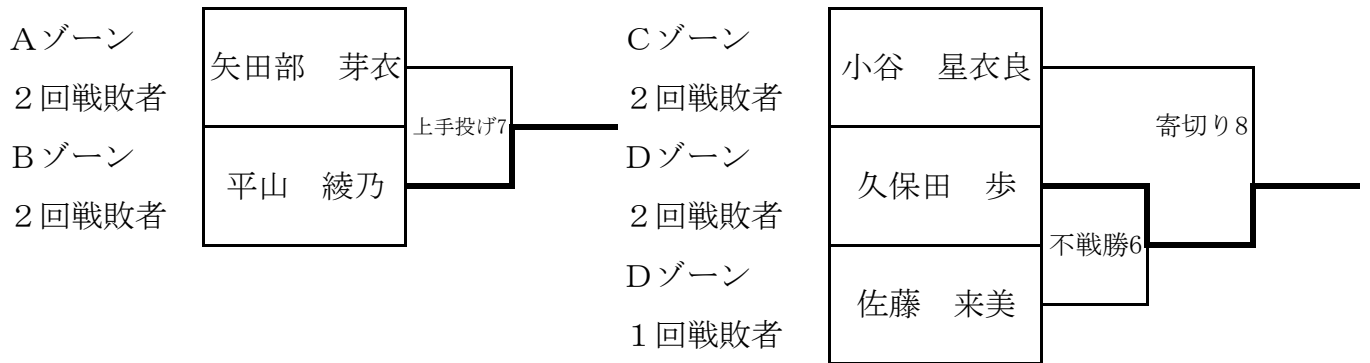 Aゾーン
２回戦敗者
Bゾーン
２回戦敗者
矢田部　芽衣
平山　綾乃
上手投げ7
Cゾーン
２回戦敗者
Dゾーン
２回戦敗者
Dゾーン
１回戦敗者
小谷　星衣良
久保田　歩
佐藤　来美
寄切り8
不戦勝6